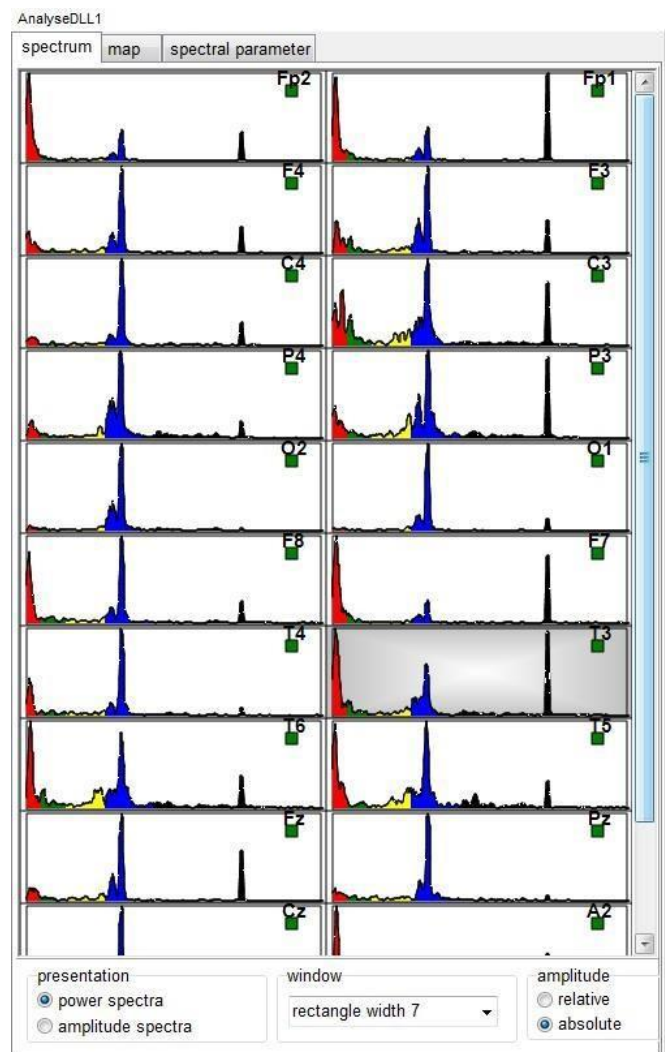 AnalyseDLL1
spectrum map spectral parameter
Fp2 Fp1
F4 F3
C4 C3
P4 P3
O2 O1
F8 F7
T4 T3
T6 T5
Fz Pz
Cz A2
presentation window amplitude
power spectra rectangle width 7 relative
amplitude spectra absolute